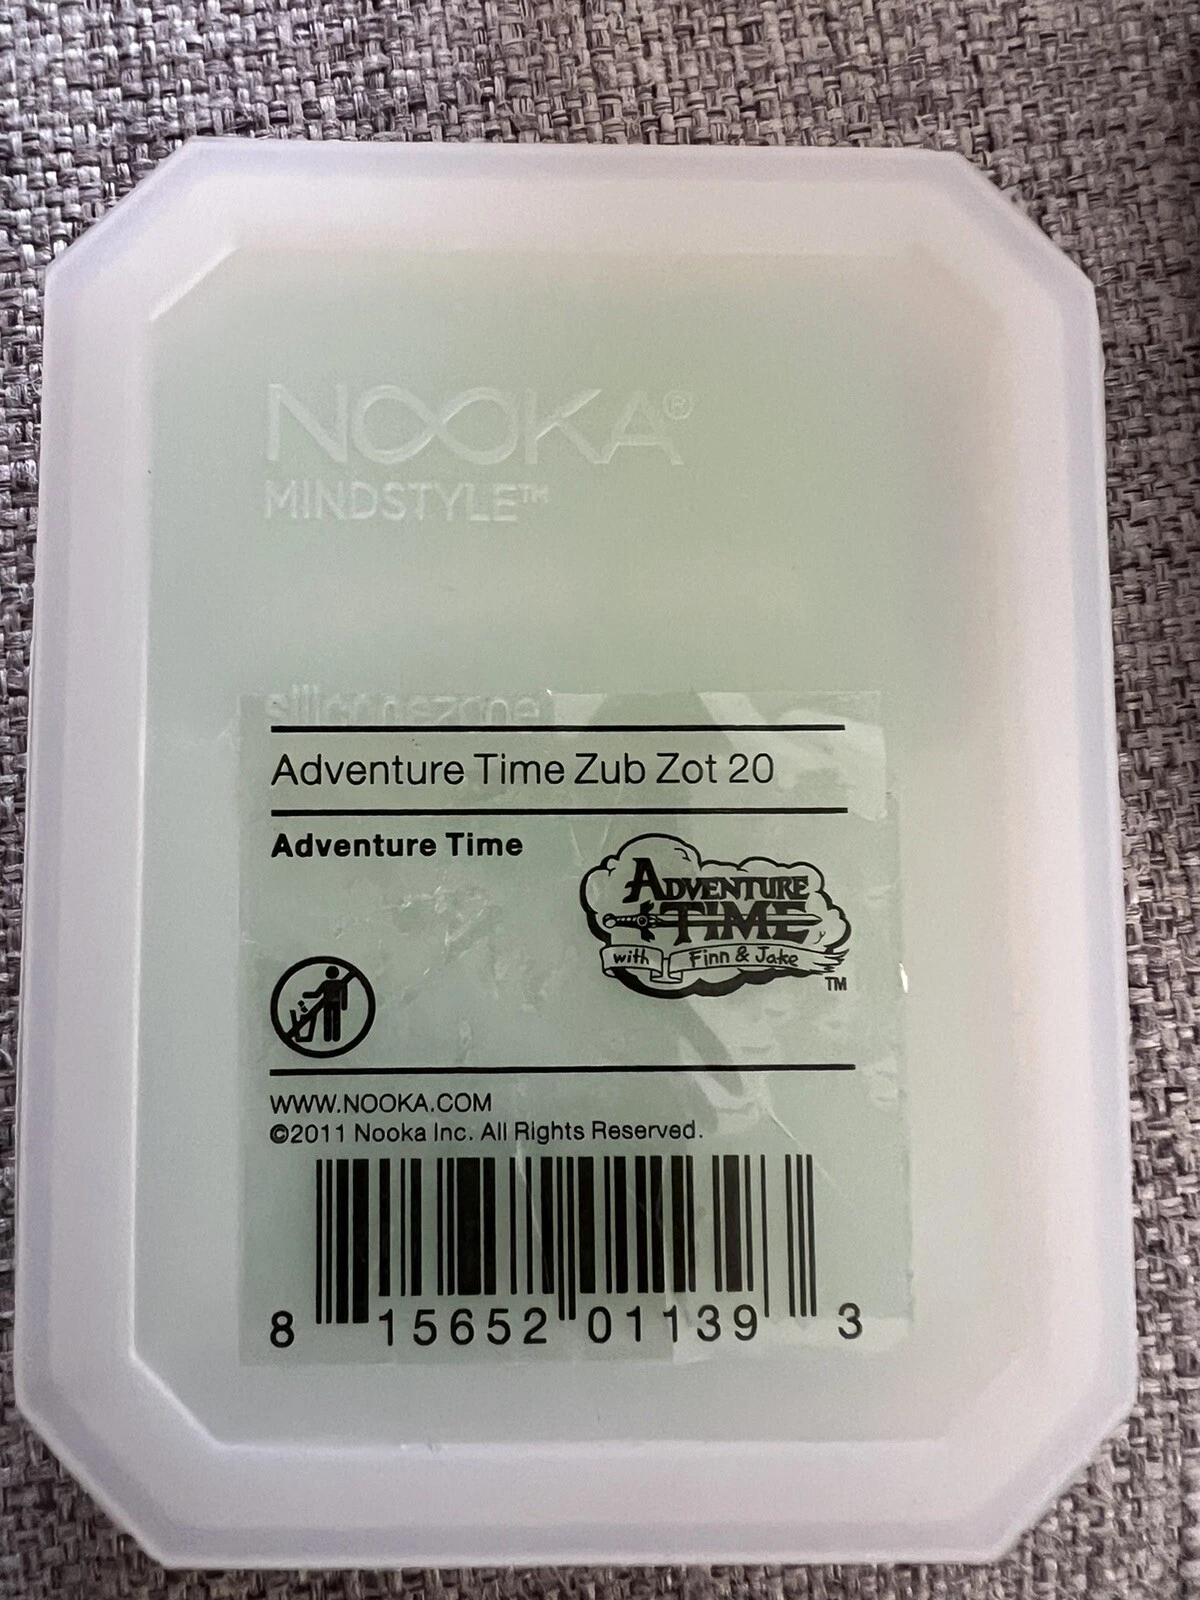 NOOKA®
MINDSTYLE™
siliconezone
Adventure Time Zub Zot 20
Adventure Time
ADVENTURE
TIME
with Finn & Jake
TM
WWW.NOOKA.COM
©2011 Nooka Inc. All Rights Reserved.
8 15652 01139 3